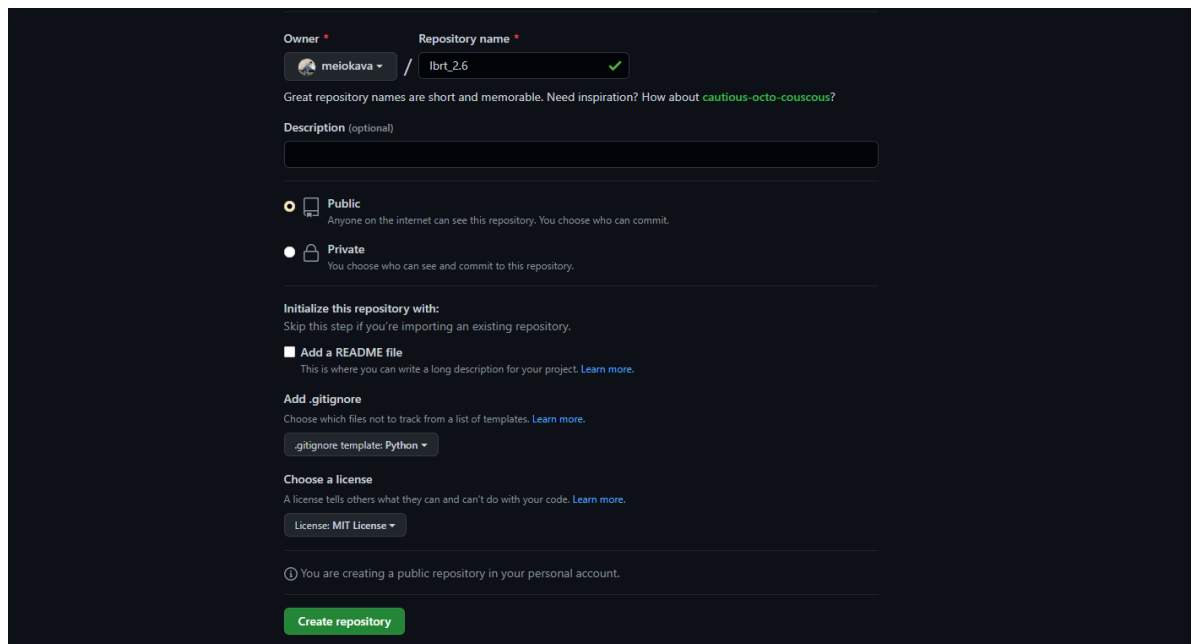 Owner * Repository name *
meiokava / lbrt_2.6
Great repository names are short and memorable. Need inspiration? How about cautious-octo-couscous?
Description (optional)
Public
Anyone on the internet can see this repository. You choose who can commit.
Private
You choose who can see and commit to this repository.
Initialize this repository with:
Skip this step if you're importing an existing repository.
Add a README file
This is where you can write a long description for your project. Learn more.
Add .gitignore
Choose which files not to track from a list of templates. Learn more.
.gitignore template: Python
Choose a license
A license tells others what they can and can't do with your code. Learn more.
License: MIT License
You are creating a public repository in your personal account.
Create repository